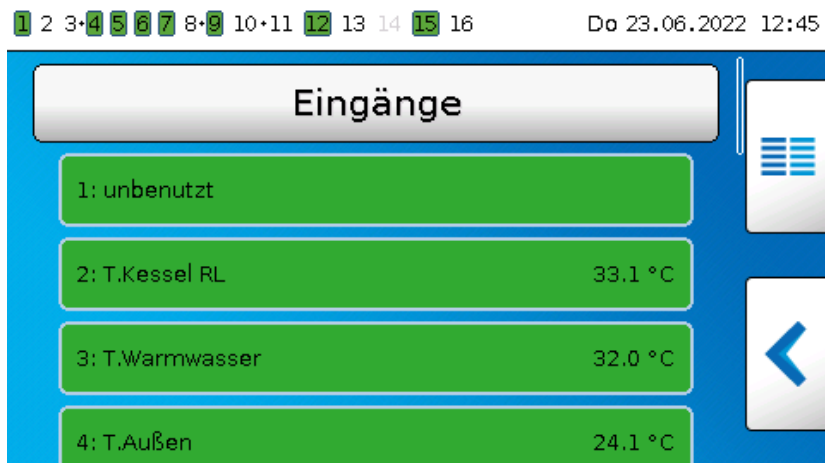 1 2 3+4 5 6 7 8+9 10+11 12 13 14 15 16 Do 23.06.2022 12:45
Eingänge
1: unbenutzt
2: T.Kessel RL 33.1 °C
3: T.Warmwasser 32.0 °C
4: T.Außen 24.1 °C